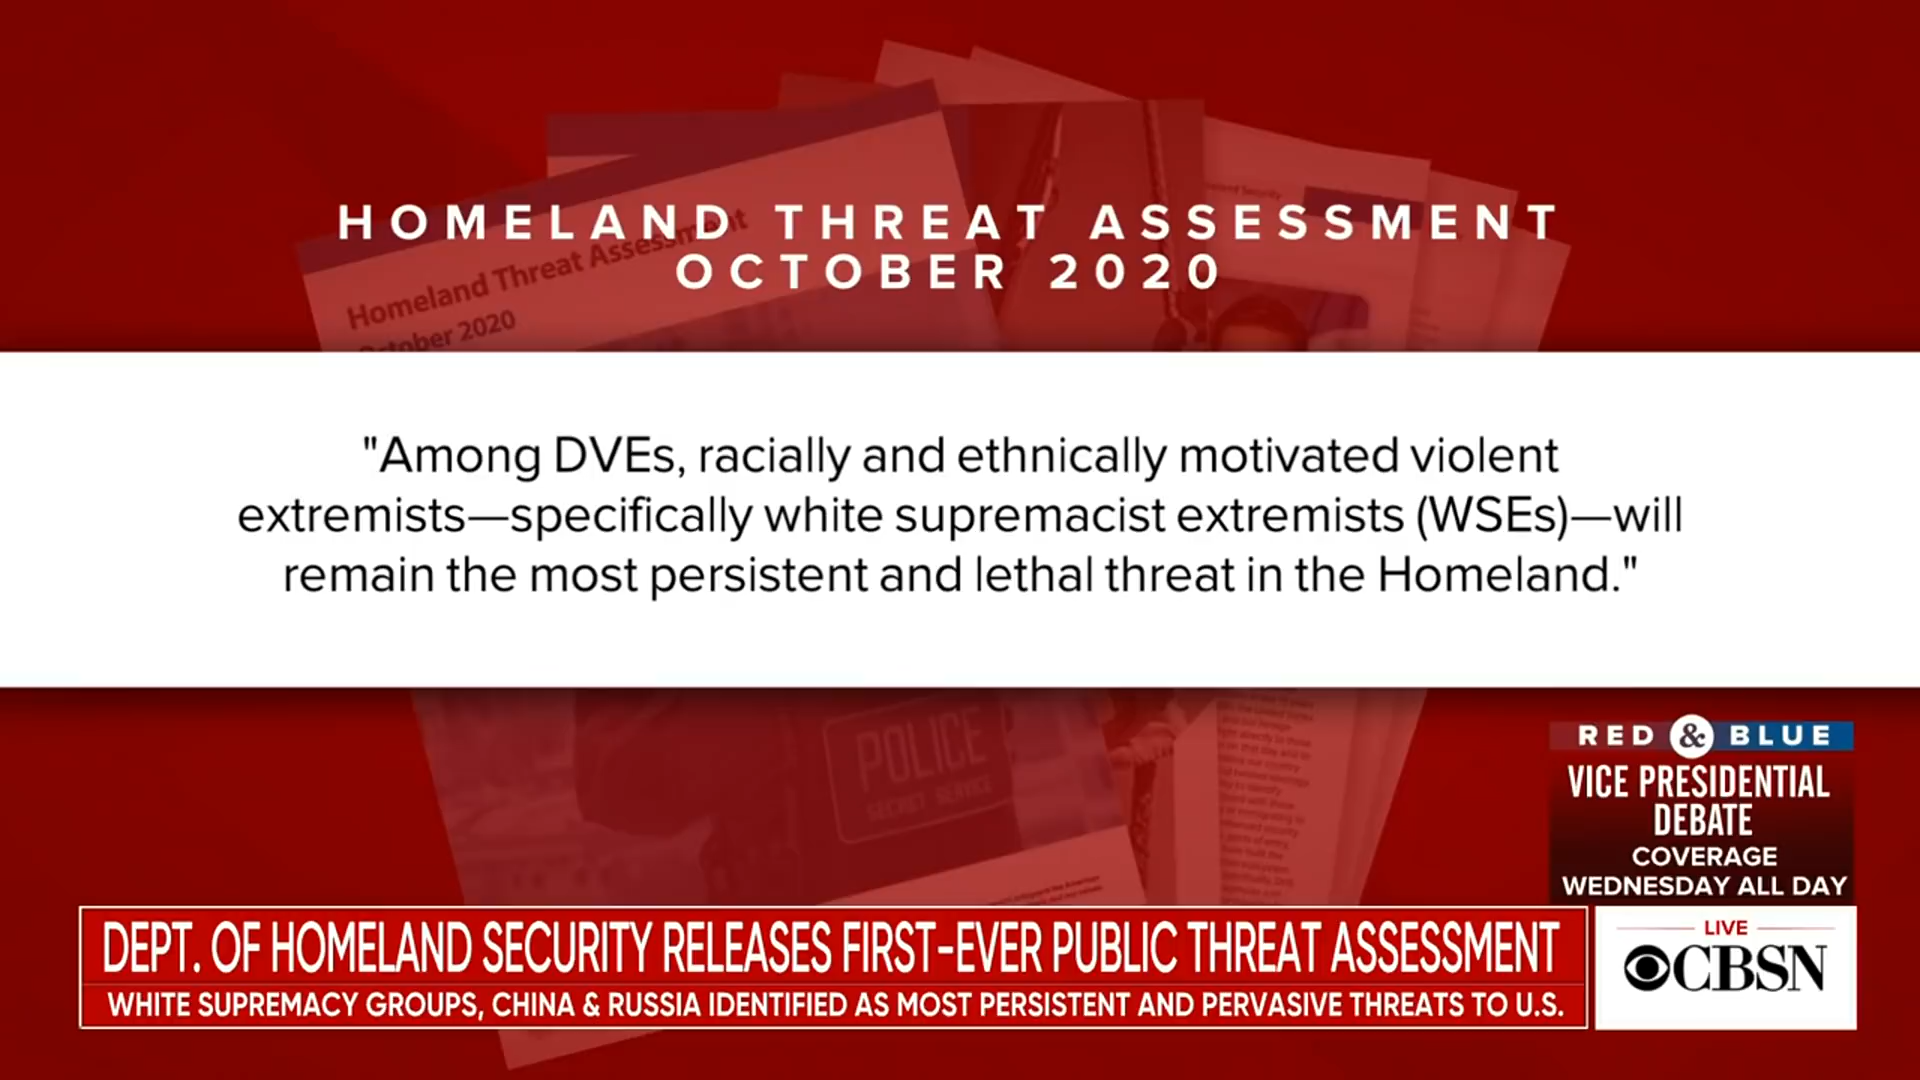 HOMELAND THREAT ASSESSMENT
OCTOBER 2020
Homeland Threat Assessment
October 2020
"Among DVEs, racially and ethnically motivated violent
extremists—specifically white supremacist extremists (WSEs)—will
remain the most persistent and lethal threat in the Homeland."
POLICE
SECRET SERVICE
RED & BLUE
VICE PRESIDENTIAL
DEBATE
COVERAGE
WEDNESDAY ALL DAY
DEPT. OF HOMELAND SECURITY RELEASES FIRST-EVER PUBLIC THREAT ASSESSMENT
WHITE SUPREMACY GROUPS, CHINA & RUSSIA IDENTIFIED AS MOST PERSISTENT AND PERVASIVE THREATS TO U.S.
LIVE
CBSN